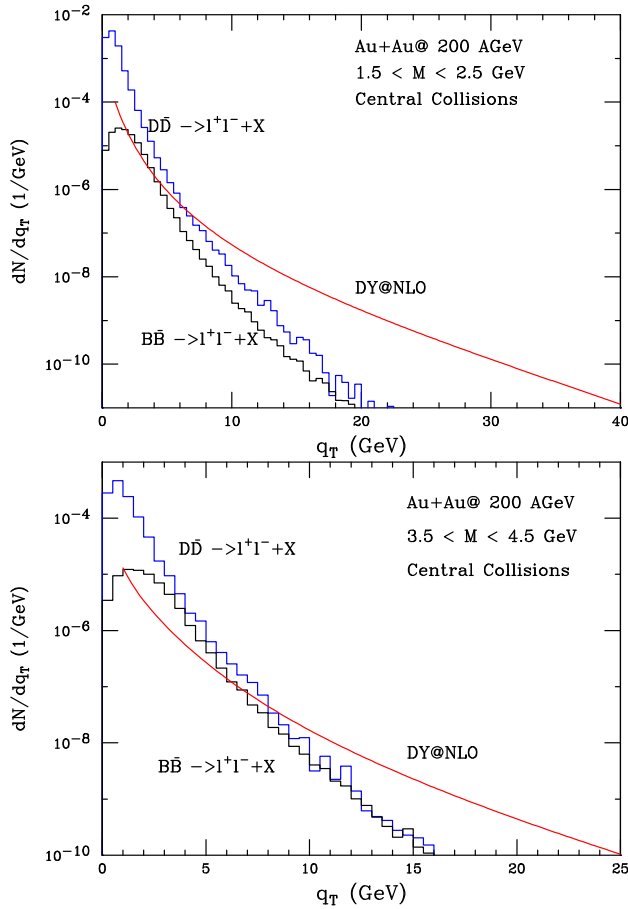 10⁻²
10⁻⁴
10⁻⁶
10⁻⁸
10⁻¹⁰
dN/dq_T (1/GeV)
Au+Au@ 200 AGeV
1.5 < M < 2.5 GeV
Central Collisions
DD̄ −>l⁺l⁻+X
DY@NLO
BB̄ −>l⁺l⁻+X
0 10 20 30 40
q_T (GeV)
10⁻⁴
10⁻⁶
10⁻⁸
10⁻¹⁰
dN/dq_T (1/GeV)
Au+Au@ 200 AGeV
3.5 < M < 4.5 GeV
Central Collisions
DD̄ −>l⁺l⁻+X
DY@NLO
BB̄ −>l⁺l⁻+X
0 5 10 15 20 25
q_T (GeV)